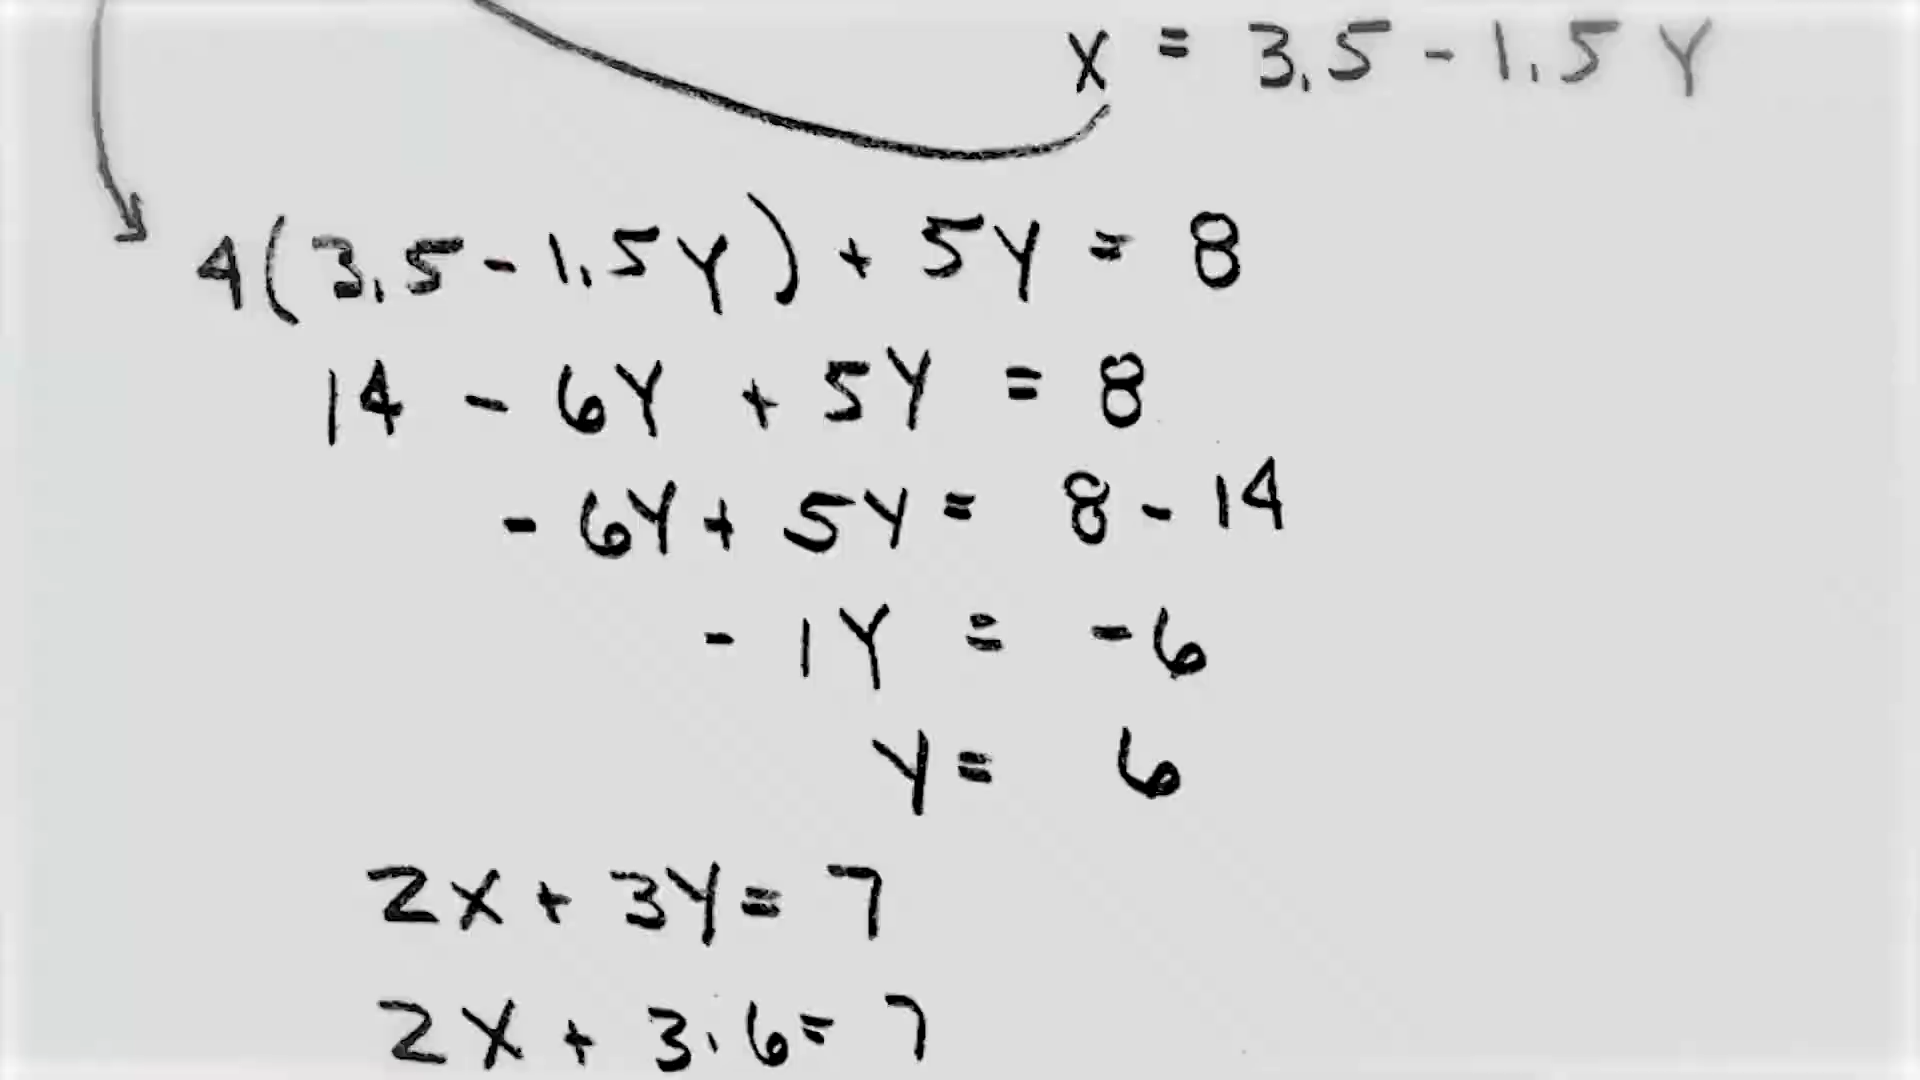 X = 3.5 - 1.5Y
4(3.5 - 1.5Y) + 5Y = 8
14 - 6Y + 5Y = 8
- 6Y + 5Y = 8 - 14
- 1Y = -6
Y = 6
2X + 3Y = 7
2X + 3·6 = 7